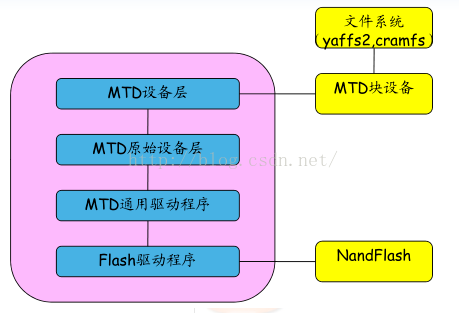 文件系统
(yaffs2,cramfs)
MTD设备层
MTD块设备
MTD原始设备层
http://blog.csdn.net/
MTD通用驱动程序
Flash驱动程序
NandFlash